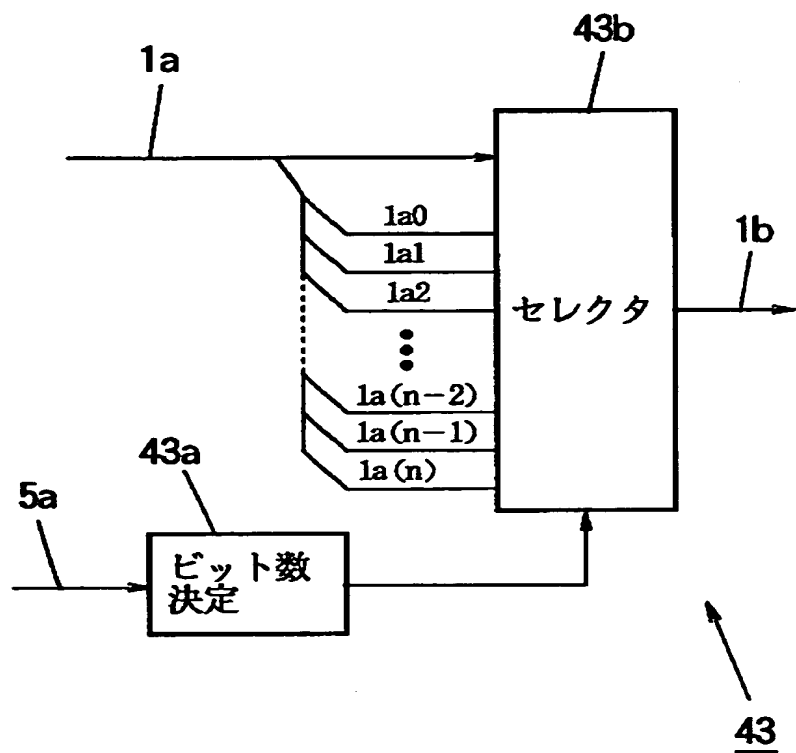 43b
1a
1a0
1a1
1a2
1b
セレクタ
1a(n-2)
1a(n-1)
1a(n)
43a
5a
ビット数
決定
43